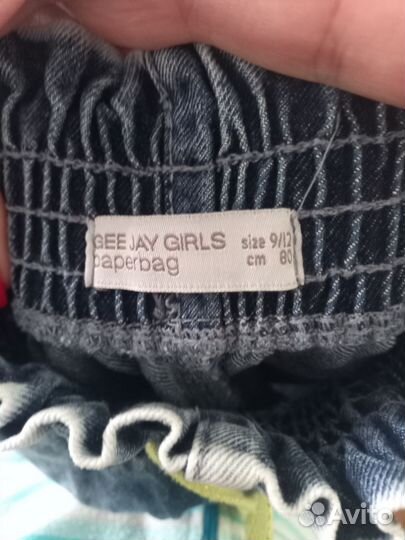 GEE JAY GIRLS size 9/12
paperbag cm 80
Avito